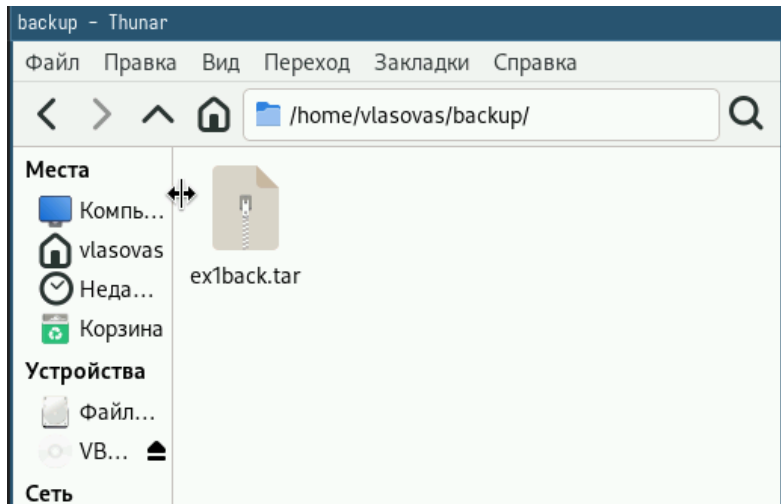 backup - Thunar
Файл Правка Вид Переход Закладки Справка
/home/vlasovas/backup/
Места
Компь...
vlasovas
Неда...
Корзина
Устройства
Файл...
VB...
Сеть
ex1back.tar